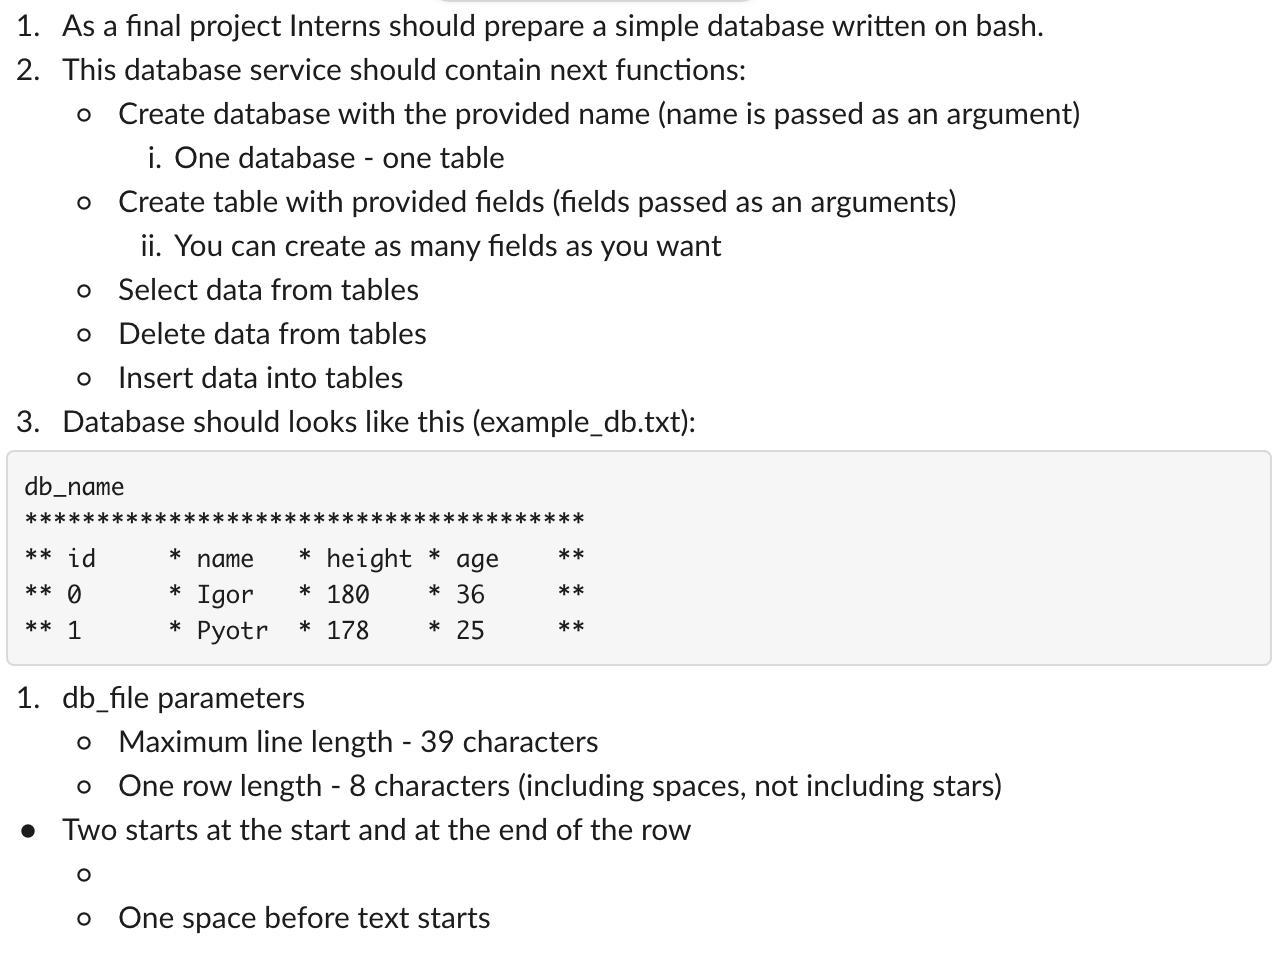 1. As a final project Interns should prepare a simple database written on bash.
2. This database service should contain next functions:
Create database with the provided name (name is passed as an argument)
i. One database - one table
Create table with provided fields (fields passed as an arguments)
ii. You can create as many fields as you want
Select data from tables
Delete data from tables
Insert data into tables
3. Database should looks like this (example_db.txt):
db_name
***************************************
** id     * name   * height * age    **
** 0      * Igor   * 180    * 36     **
** 1      * Pyotr  * 178    * 25     **
1. db_file parameters
Maximum line length - 39 characters
One row length - 8 characters (including spaces, not including stars)
Two starts at the start and at the end of the row
One space before text starts